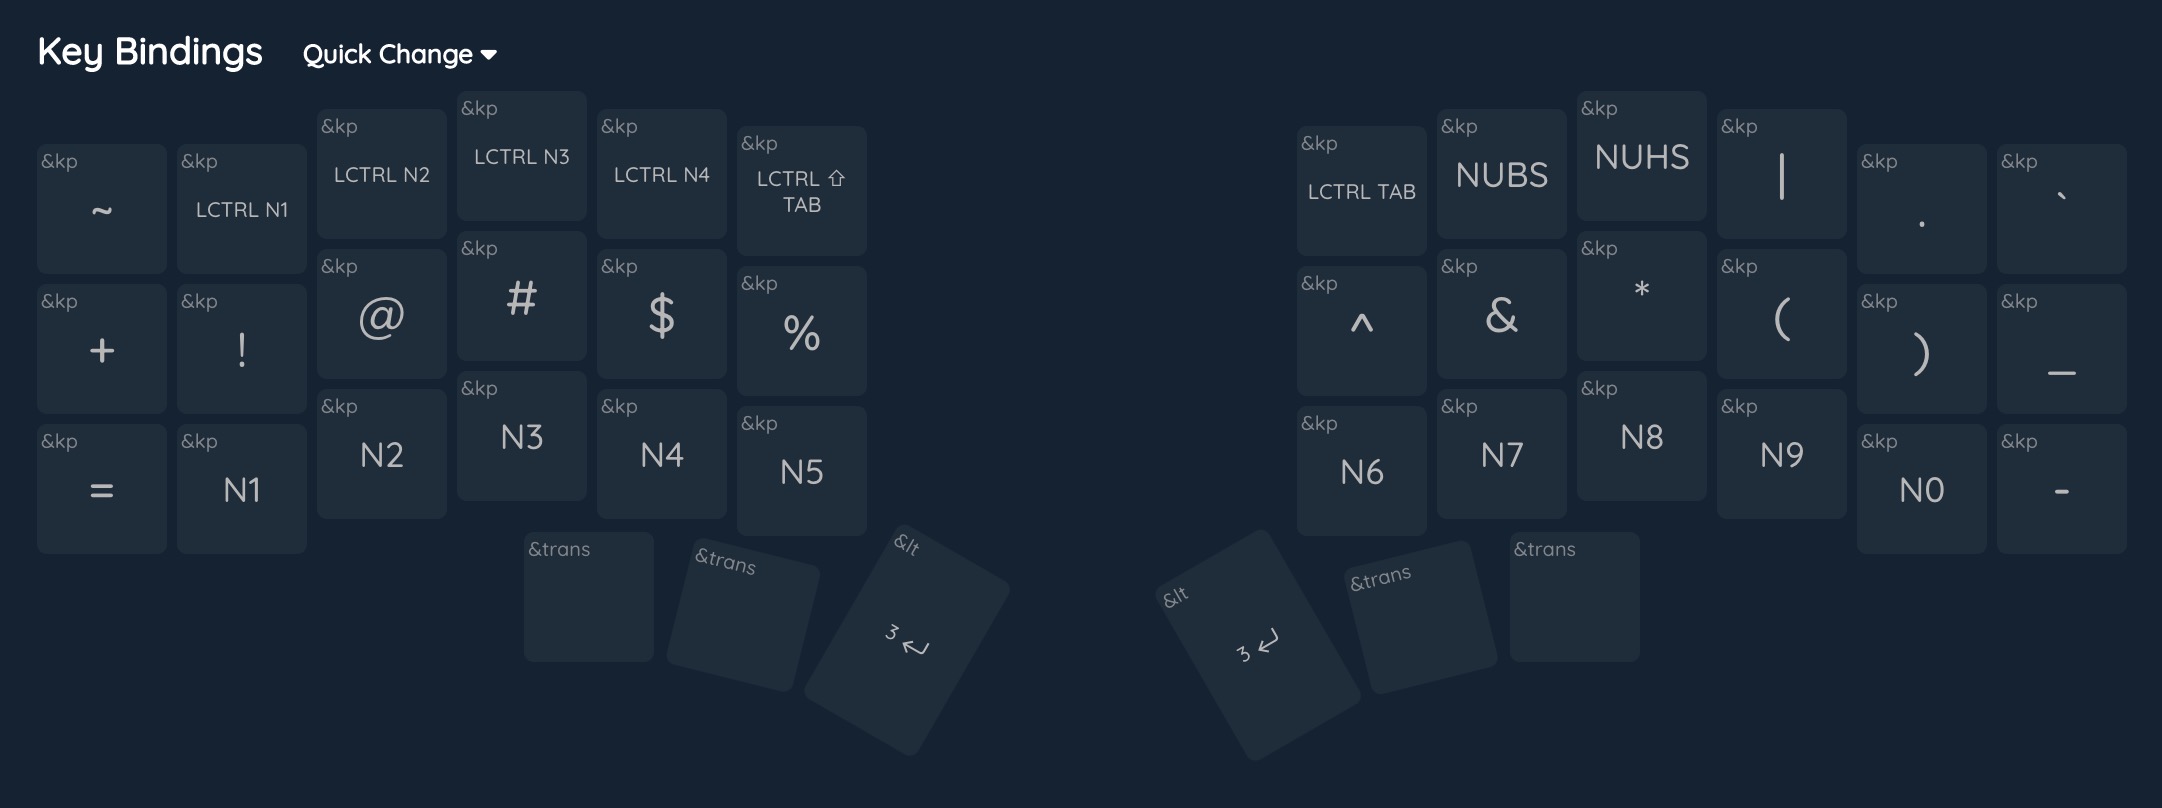 Key Bindings Quick Change
&kp ~
&kp LCTRL N1
&kp LCTRL N2
&kp LCTRL N3
&kp LCTRL N4
&kp LCTRL ⇧
TAB
&kp LCTRL TAB
&kp NUBS
&kp NUHS
&kp |
&kp .
&kp `
&kp +
&kp !
&kp @
&kp #
&kp $
&kp %
&kp ^
&kp &
&kp *
&kp (
&kp )
&kp _
&kp =
&kp N1
&kp N2
&kp N3
&kp N4
&kp N5
&kp N6
&kp N7
&kp N8
&kp N9
&kp N0
&kp -
&trans
&trans
&lt 3 ↵
&lt 3 ↵
&trans
&trans